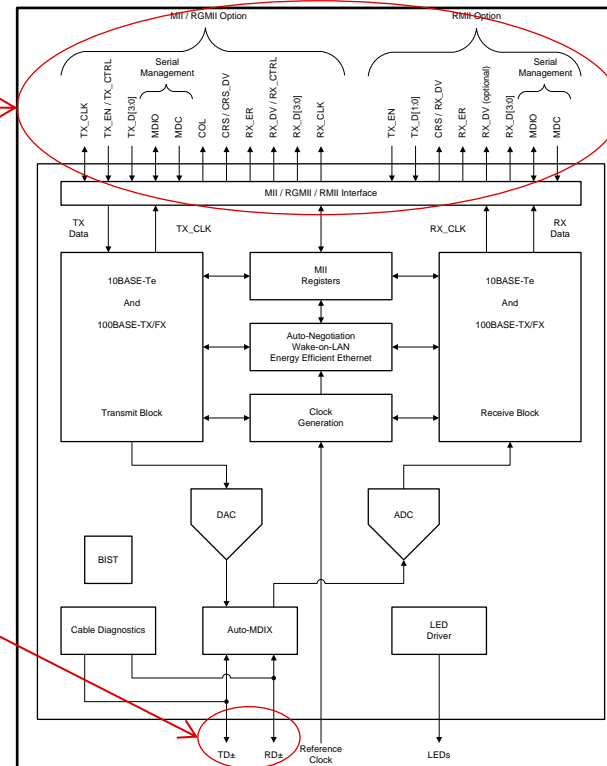 MII / RGMII Option
RMII Option
Serial
Management
Serial
Management
TX_CLK
TX_EN / TX_CTRL
TX_D[3:0]
MDIO
MDC
COL
CRS / CRS_DV
RX_ER
RX_DV / RX_CTRL
RX_D[3:0]
RX_CLK
TX_EN
TX_D[1:0]
CRS / RX_DV
RX_ER
RX_DV (optional)
RX_D[3:0]
MDIO
MDC
MII / RGMII / RMII Interface
TX
Data
TX_CLK
RX_CLK
RX
Data
10BASE-Te
And
100BASE-TX/FX
Transmit Block
MII
Registers
Auto-Negotiation
Wake-on-LAN
Energy Efficient Ethernet
Clock
Generation
10BASE-Te
And
100BASE-TX/FX
Receive Block
DAC
ADC
BIST
Cable Diagnostics
Auto-MDIX
LED
Driver
TD±
RD±
Reference
Clock
LEDs